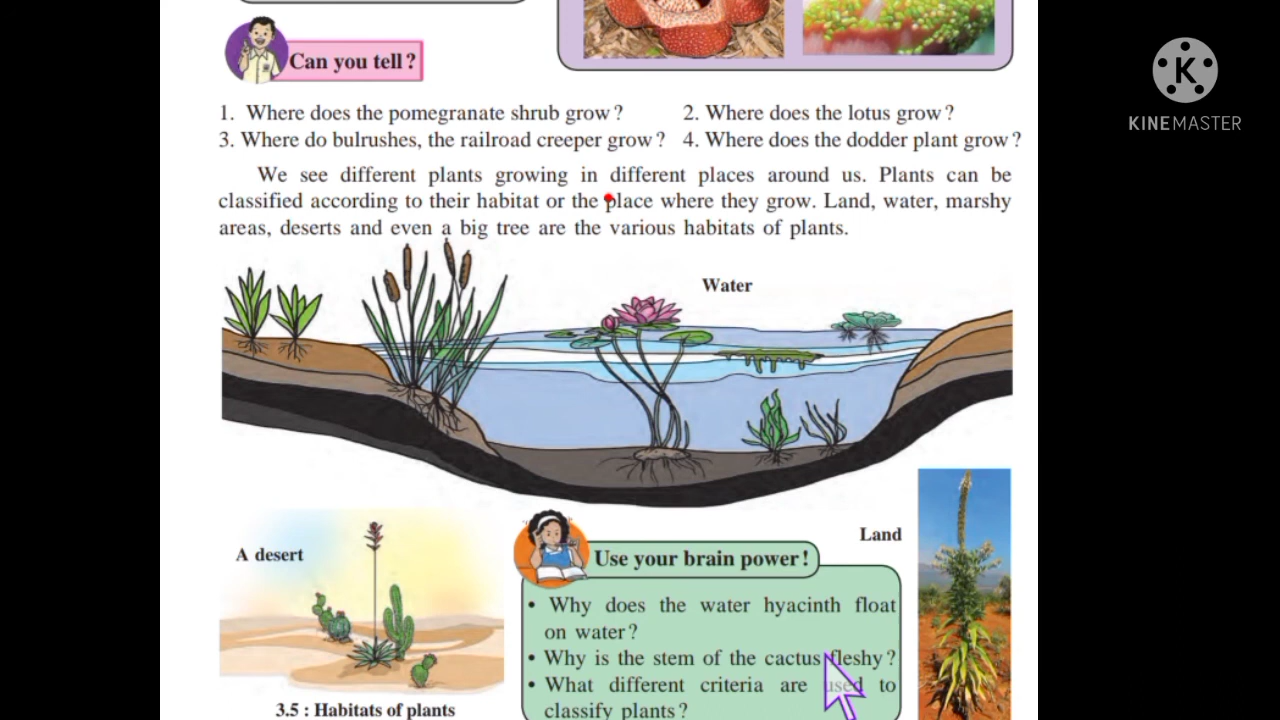 Can you tell?
1. Where does the pomegranate shrub grow?
2. Where does the lotus grow?
3. Where do bulrushes, the railroad creeper grow?
4. Where does the dodder plant grow?
We see different plants growing in different places around us. Plants can be
classified according to their habitat or the place where they grow. Land, water, marshy
areas, deserts and even a big tree are the various habitats of plants.
Water
A desert
Land
Use your brain power!
• Why does the water hyacinth float
on water?
• Why is the stem of the cactus fleshy?
• What different criteria are used to
classify plants?
3.5 : Habitats of plants
K
KINEMASTER